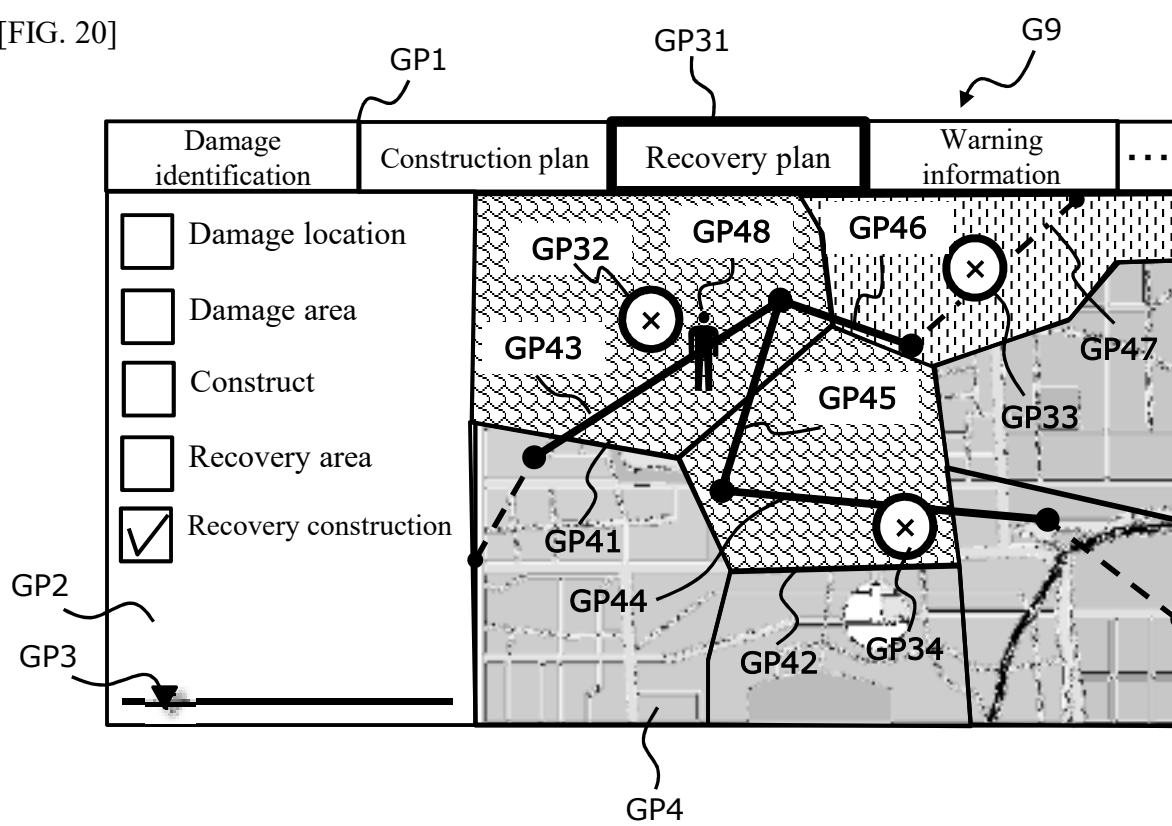 [FIG. 20]
GP31
G9
GP1
Damage
identification
Construction plan
Recovery plan
Warning
information
...
Damage location
Damage area
Construct
Recovery area
Recovery construction
GP32
GP48
GP46
GP43
GP47
GP45
GP33
GP41
GP44
GP34
GP42
GP2
GP3
GP4